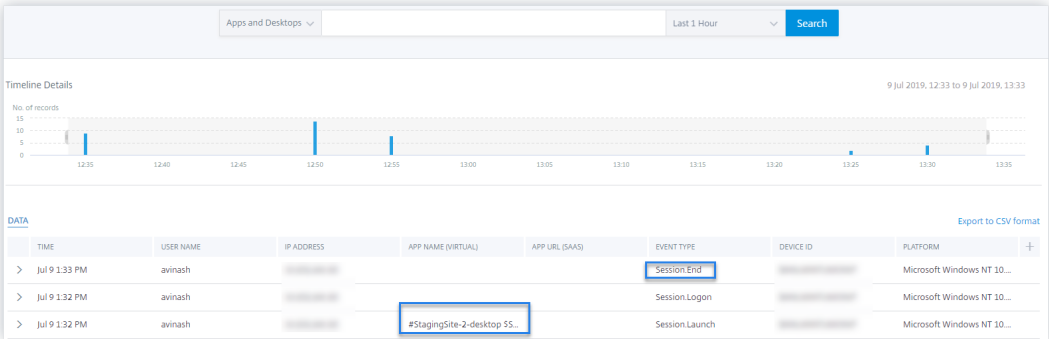 Apps and Desktops Last 1 Hour Search
Timeline Details 9 Jul 2019, 12:33 to 9 Jul 2019, 13:33
No. of records
15
10
5
0
12:35 12:40 12:45 12:50 12:55 13:00 13:05 13:10 13:15 13:20 13:25 13:30 13:35
DATA Export to CSV format
TIME USER NAME IP ADDRESS APP NAME (VIRTUAL) APP URL (SAAS) EVENT TYPE DEVICE ID PLATFORM
Jul 9 1:33 PM avinash Session.End Microsoft Windows NT 10....
Jul 9 1:32 PM avinash Session.Logon Microsoft Windows NT 10....
Jul 9 1:32 PM avinash #StagingSite-2-desktop SS... Session.Launch Microsoft Windows NT 10....